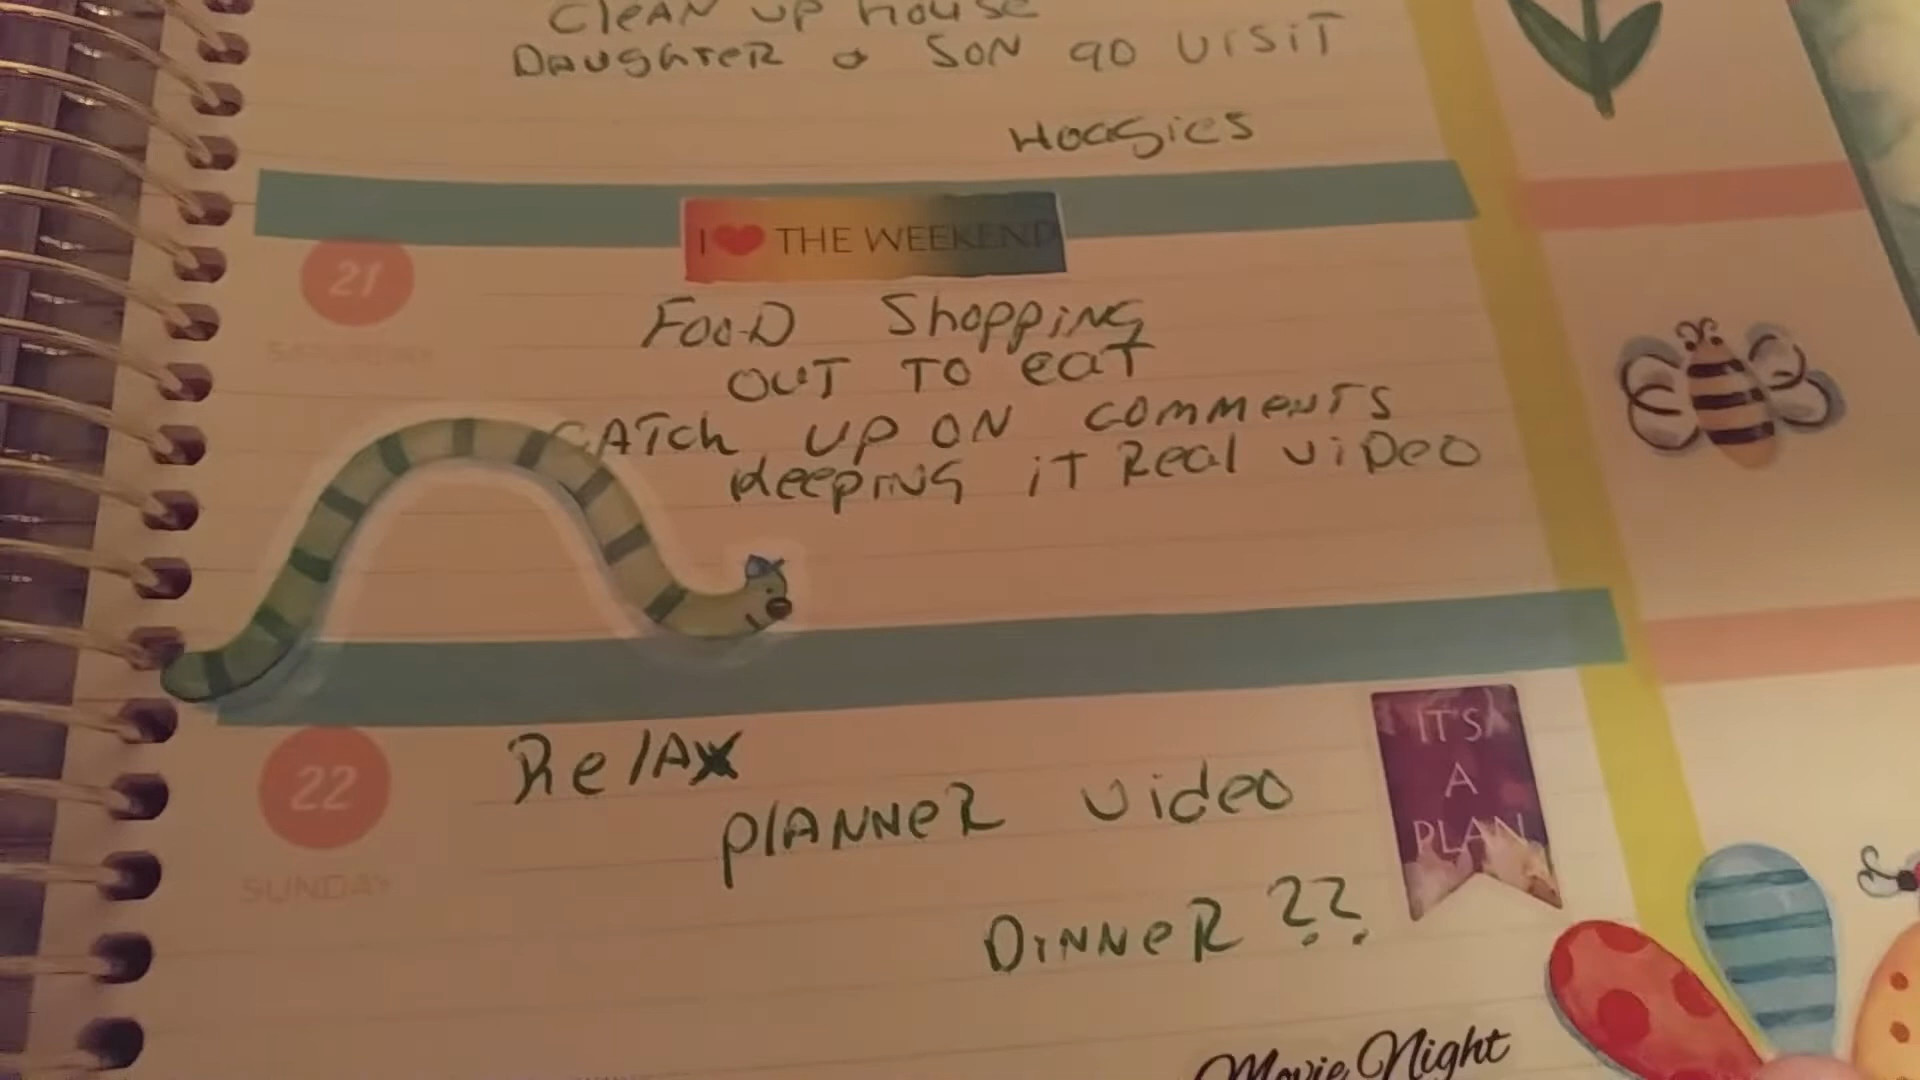 CleAN UP House
DAUGHTER & SON go VISIT
Hoagies
I ❤ THE WEEKEND
21
SATURDAY
FOOD Shopping
OUT TO eaT
CATch UP ON COMMeNTS
KeepiNG iT Real ViDeo
22
SUNDAY
RelAX
PlANNeR Video
DiNNeR ??
IT'S
A
PLAN
Movie Night